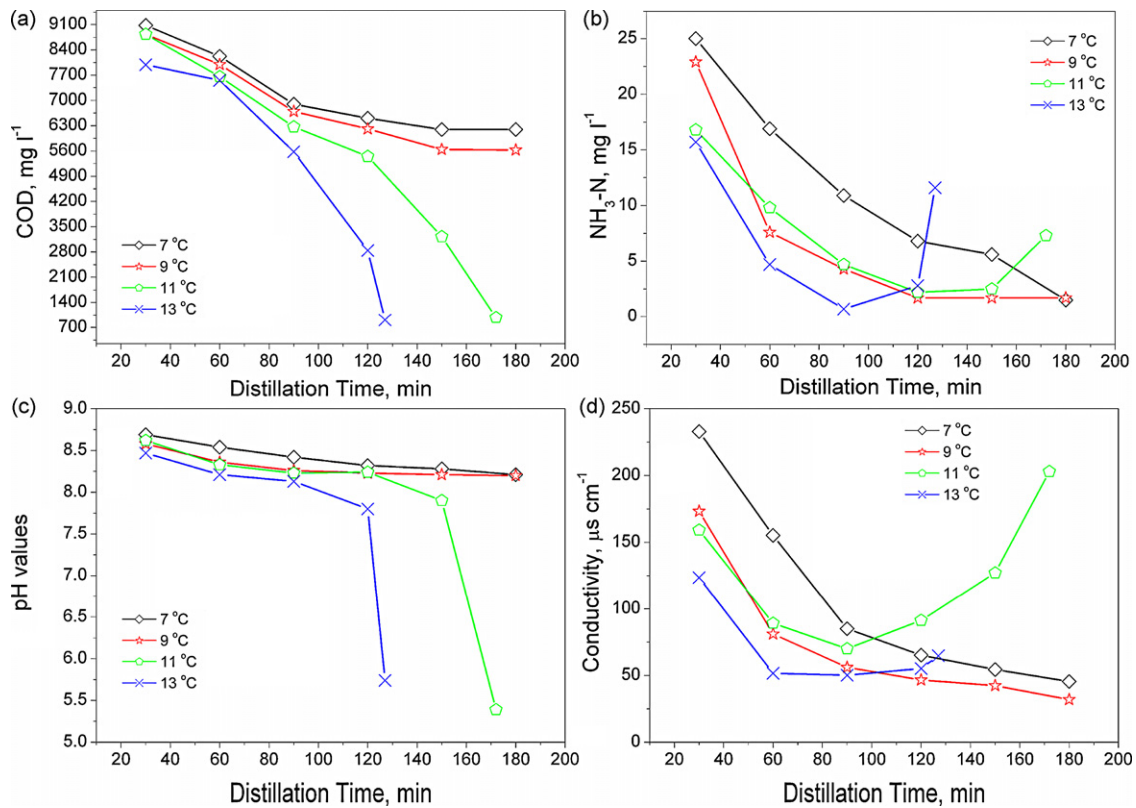 (a)
9100
8400
7700
7000
6300
5600
4900
4200
3500
2800
2100
1400
700
COD, mg l⁻¹
7 °C
9 °C
11 °C
13 °C
20 40 60 80 100 120 140 160 180 200
Distillation Time, min
(b)
25
20
15
10
5
0
NH₃-N, mg l⁻¹
7 °C
9 °C
11 °C
13 °C
20 40 60 80 100 120 140 160 180 200
Distillation Time, min
(c)
9.0
8.5
8.0
7.5
7.0
6.5
6.0
5.5
5.0
pH values
7 °C
9 °C
11 °C
13 °C
20 40 60 80 100 120 140 160 180 200
Distillation Time, min
(d)
250
200
150
100
50
0
Conductivity, μs cm⁻¹
7 °C
9 °C
11 °C
13 °C
20 40 60 80 100 120 140 160 180 200
Distillation Time, min